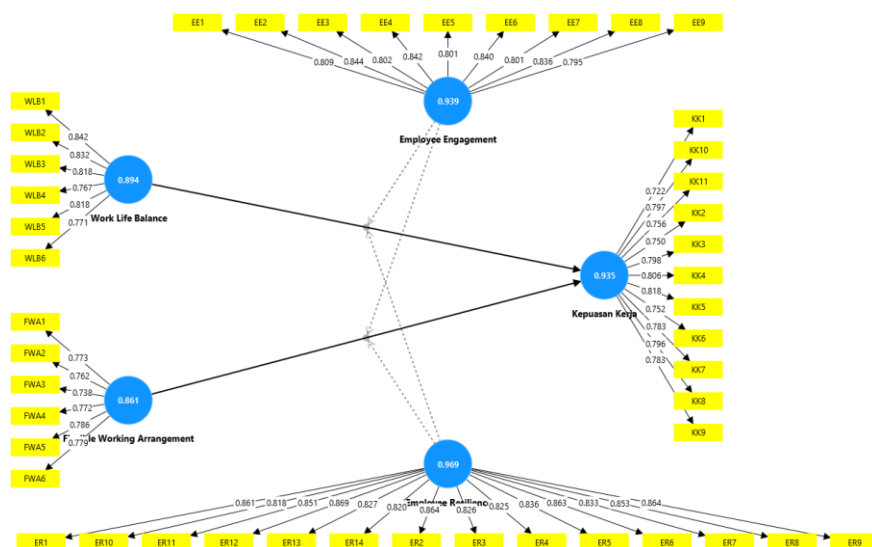 EE1 EE2 EE3 EE4 EE5 EE6 EE7 EE8 EE9
0.809 0.844 0.802 0.842 0.801 0.840 0.801 0.836 0.795
0.939
Employee Engagement
WLB1
WLB2
WLB3
WLB4
WLB5
WLB6
0.842
0.832
0.818
0.767
0.818
0.771
0.894
Work Life Balance
KK1
KK10
KK11
KK2
KK3
KK4
KK5
KK6
KK7
KK8
KK9
0.722
0.797
0.756
0.750
0.798
0.806
0.818
0.752
0.783
0.796
0.783
0.935
Kepuasan Kerja
FWA1
FWA2
FWA3
FWA4
FWA5
FWA6
0.773
0.762
0.738
0.772
0.786
0.779
0.861
Flexible Working Arrangement
0.969
Employee Resilience
0.861 0.818 0.851 0.869 0.827 0.820 0.864 0.826 0.825 0.836 0.863 0.833 0.853 0.864
ER1 ER10 ER11 ER12 ER13 ER14 ER2 ER3 ER4 ER5 ER6 ER7 ER8 ER9